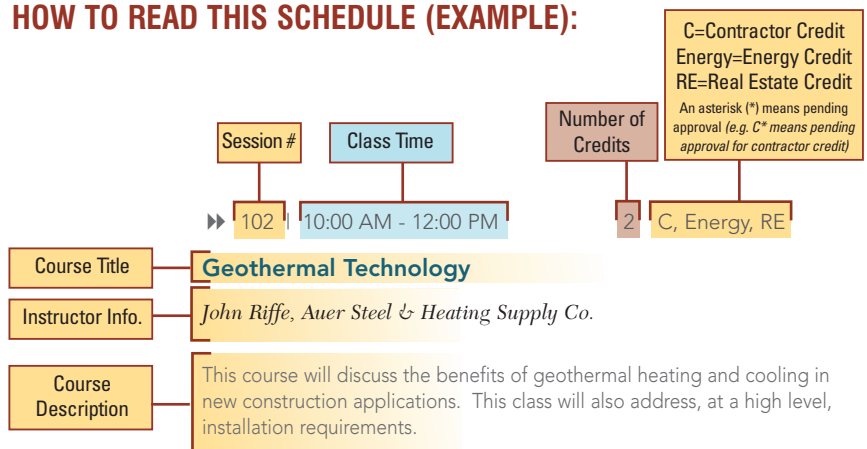 HOW TO READ THIS SCHEDULE (EXAMPLE):
C=Contractor Credit
Energy=Energy Credit
RE=Real Estate Credit
An asterisk (*) means pending
approval (e.g. C* means pending
approval for contractor credit)
Number of
Credits
Session #
Class Time
102 | 10:00 AM - 12:00 PM 2 C, Energy, RE
Course Title
Geothermal Technology
Instructor Info.
John Riffe, Auer Steel & Heating Supply Co.
Course
Description
This course will discuss the benefits of geothermal heating and cooling in
new construction applications. This class will also address, at a high level,
installation requirements.